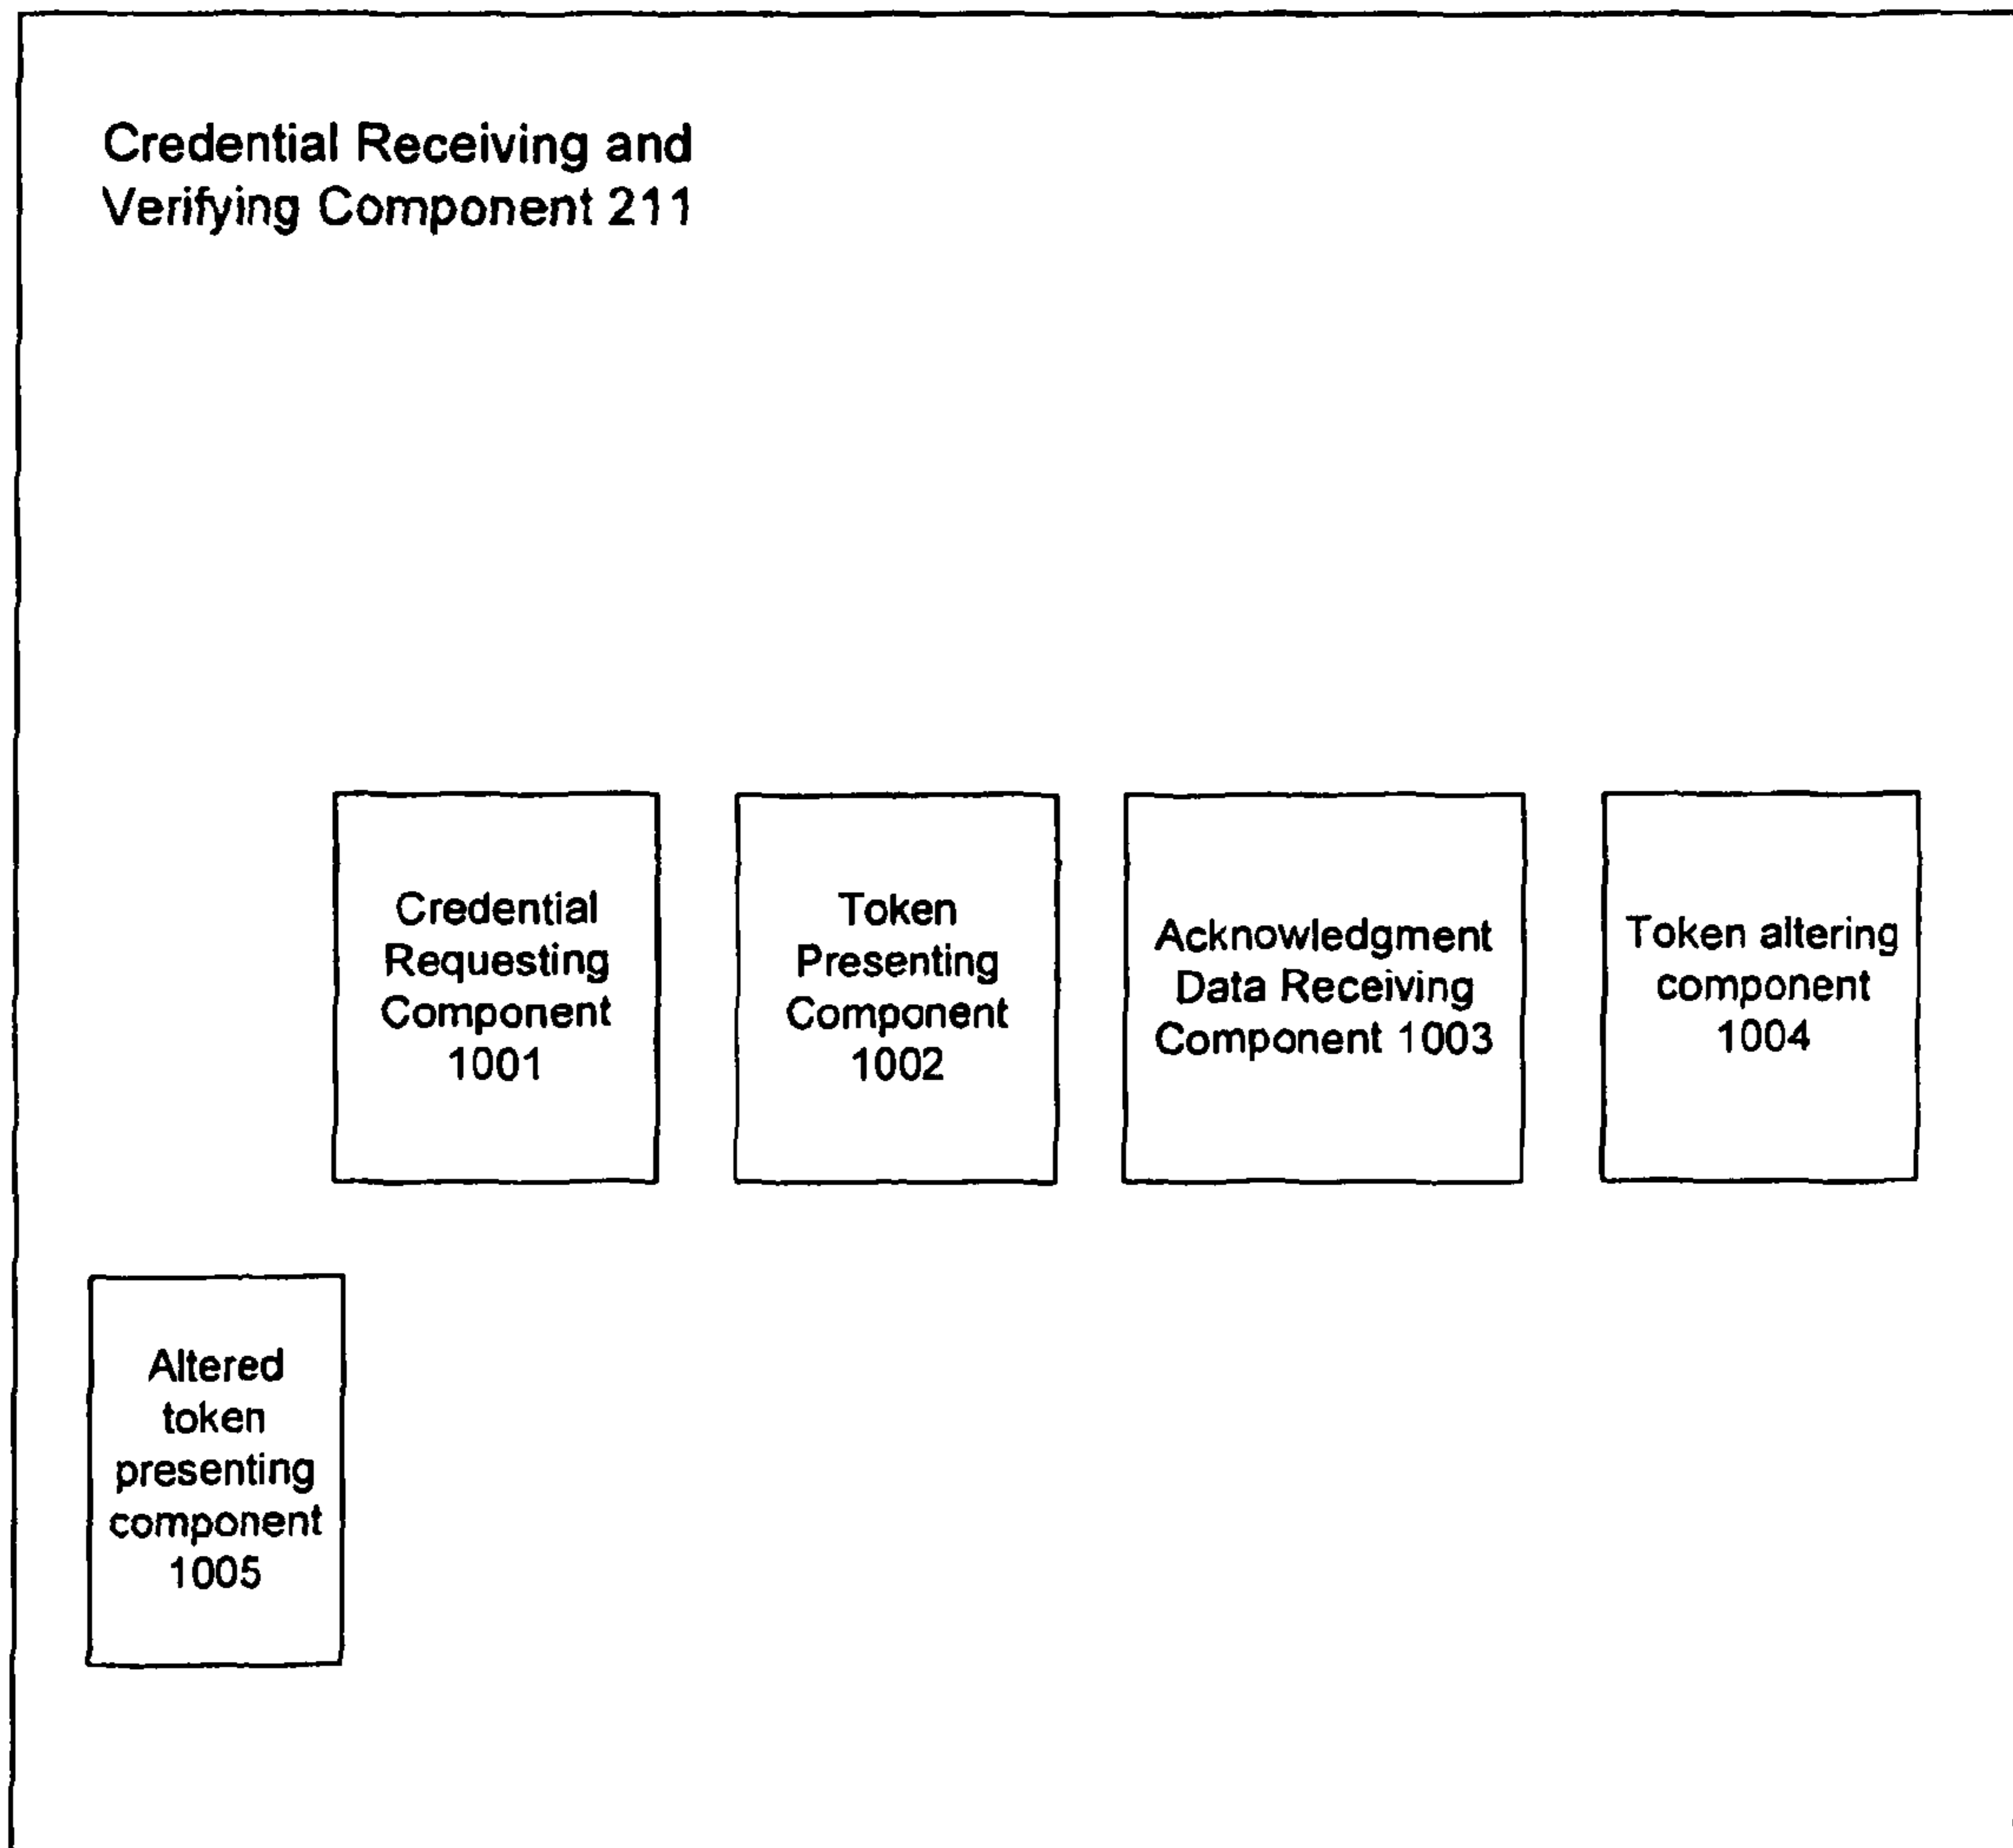 Credential Receiving and
Verifying Component 211
Credential
Requesting
Component
1001
Token
Presenting
Component
1002
Acknowledgment
Data Receiving
Component 1003
Token altering
component
1004
Altered
token
presenting
component
1005